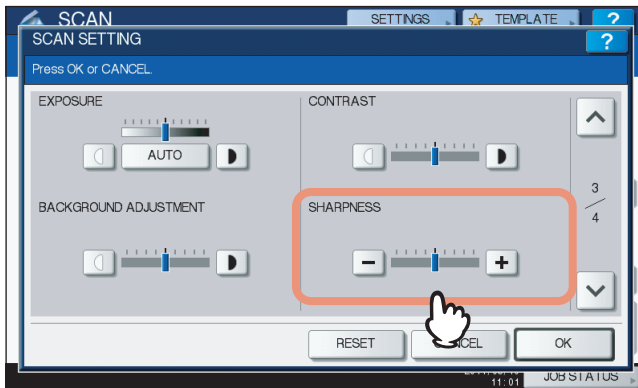 SCAN
SETTINGS
TEMPLATE
?
SCAN SETTING
?
Press OK or CANCEL.
EXPOSURE
CONTRAST
AUTO
3
4
BACKGROUND ADJUSTMENT
SHARPNESS
RESET
OK
11:01
JOB STATUS